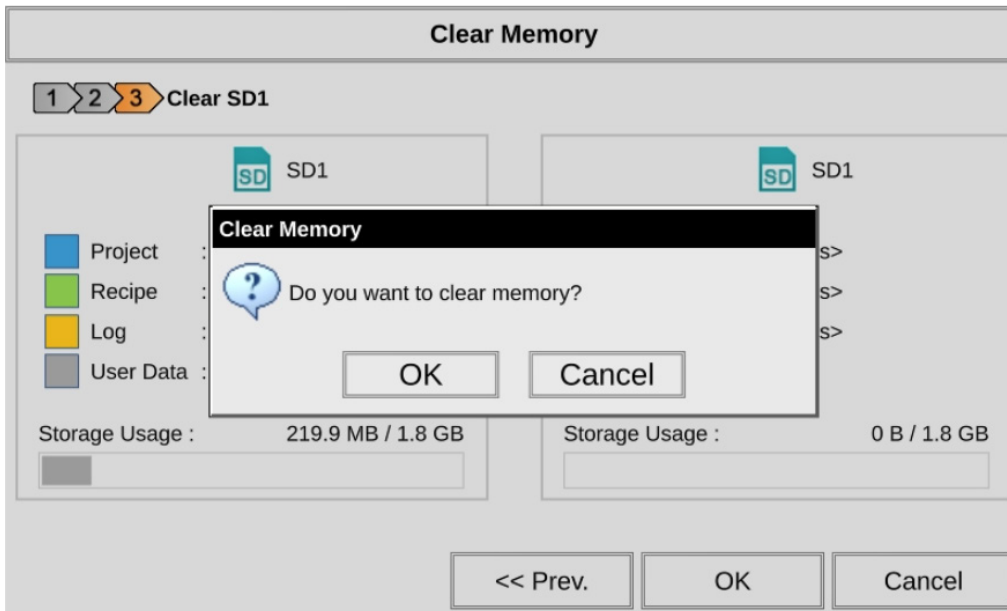 Clear Memory
1 2 3 Clear SD1
SD SD1
SD SD1
Clear Memory
Project :
s>
Recipe :
s>
Do you want to clear memory?
Log :
s>
User Data :
OK Cancel
Storage Usage : 219.9 MB / 1.8 GB
Storage Usage : 0 B / 1.8 GB
<< Prev. OK Cancel